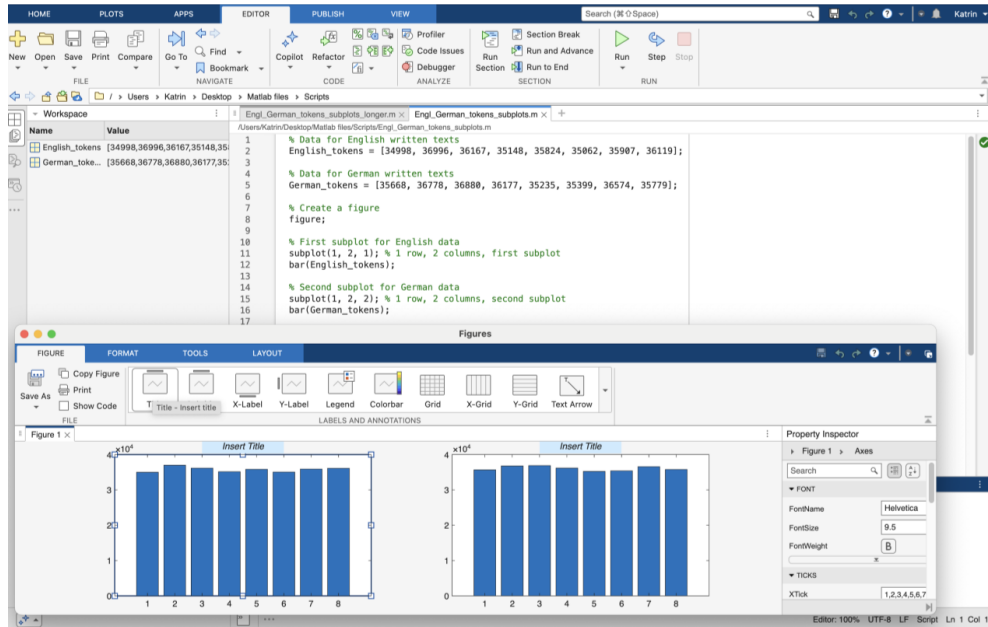 HOME PLOTS APPS EDITOR PUBLISH VIEW Search (⌘⇧Space) Katrin
New Open Save Print Compare Go To Find Bookmark Copilot Refactor Profiler Code Issues Debugger Run Section Section Break Run and Advance Run to End Run Step Stop
FILE NAVIGATE CODE ANALYZE SECTION RUN
/ › Users › Katrin › Desktop › Matlab files › Scripts
Workspace
Name Value
English_tokens [34998,36996,36167,35148,35
German_toke... [35668,36778,36880,36177,35
Engl_German_tokens_subplots_longer.m × Engl_German_tokens_subplots.m × +
/Users/Katrin/Desktop/Matlab files/Scripts/Engl_German_tokens_subplots.m
1 % Data for English written texts
2 English_tokens = [34998, 36996, 36167, 35148, 35824, 35062, 35907, 36119];
3
4 % Data for German written texts
5 German_tokens = [35668, 36778, 36880, 36177, 35235, 35399, 36574, 35779];
6
7 % Create a figure
8 figure;
9
10 % First subplot for English data
11 subplot(1, 2, 1); % 1 row, 2 columns, first subplot
12 bar(English_tokens);
13
14 % Second subplot for German data
15 subplot(1, 2, 2); % 1 row, 2 columns, second subplot
16 bar(German_tokens);
17
Figures
FIGURE FORMAT TOOLS LAYOUT
Save As Copy Figure Print Show Code
X-Label Y-Label Legend Colorbar Grid X-Grid Y-Grid Text Arrow
Title - Insert title
FILE LABELS AND ANNOTATIONS
Figure 1 ×
×10⁴ Insert Title
4
3
2
1
0
1 2 3 4 5 6 7 8
×10⁴ Insert Title
4
3
2
1
0
1 2 3 4 5 6 7 8
Property Inspector
› Figure 1 › Axes
Search
FONT
FontName Helvetica
FontSize 9.5
FontWeight B
TICKS
XTick 1,2,3,4,5,6,7
Editor: 100% UTF-8 LF Script Ln 1 Col 1